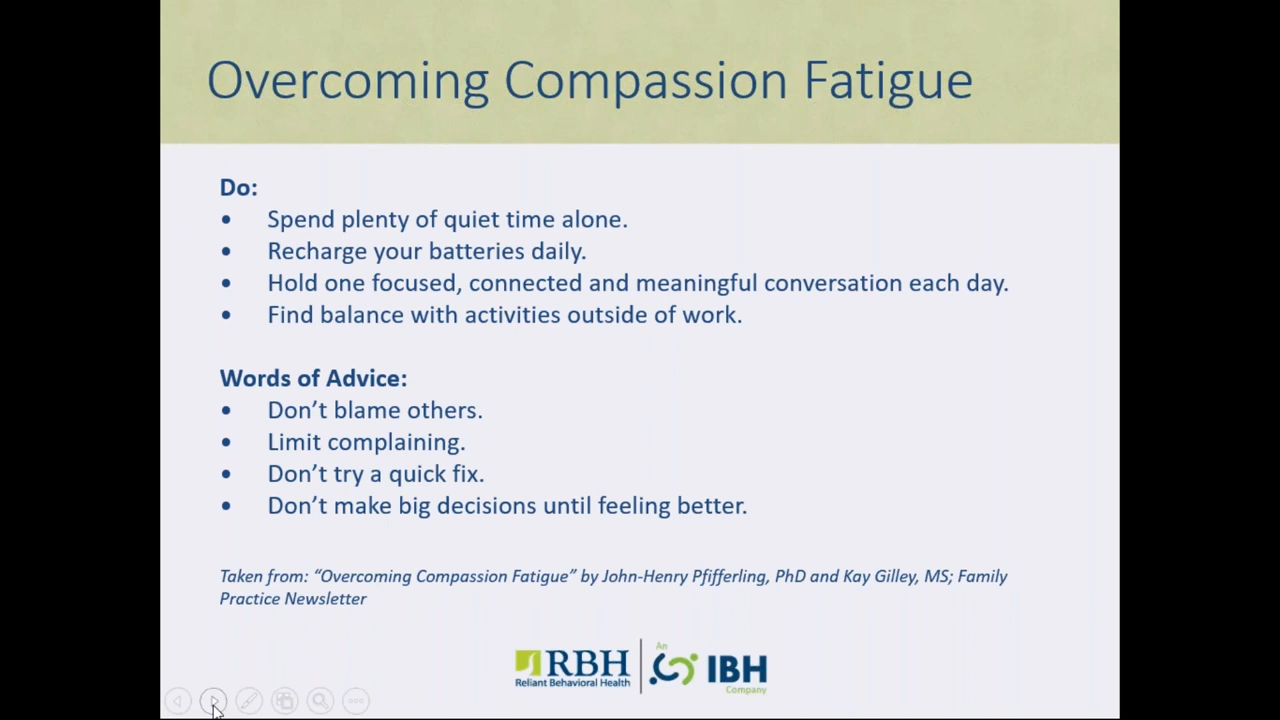 Overcoming Compassion Fatigue
Do:
• Spend plenty of quiet time alone.
• Recharge your batteries daily.
• Hold one focused, connected and meaningful conversation each day.
• Find balance with activities outside of work.
Words of Advice:
• Don’t blame others.
• Limit complaining.
• Don’t try a quick fix.
• Don’t make big decisions until feeling better.
Taken from: “Overcoming Compassion Fatigue” by John-Henry Pfifferling, PhD and Kay Gilley, MS; Family
Practice Newsletter
RBH
Reliant Behavioral Health
An
IBH
Company